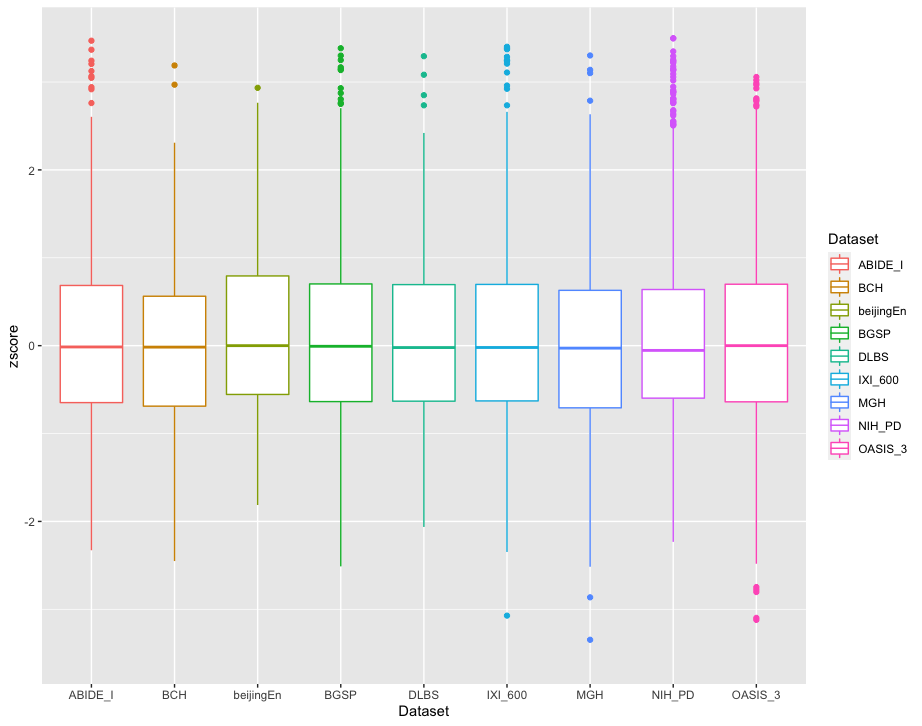 2
0
-2
zscore
ABIDE_I BCH beijingEn BGSP DLBS IXI_600 MGH NIH_PD OASIS_3
Dataset
Dataset
ABIDE_I
BCH
beijingEn
BGSP
DLBS
IXI_600
MGH
NIH_PD
OASIS_3